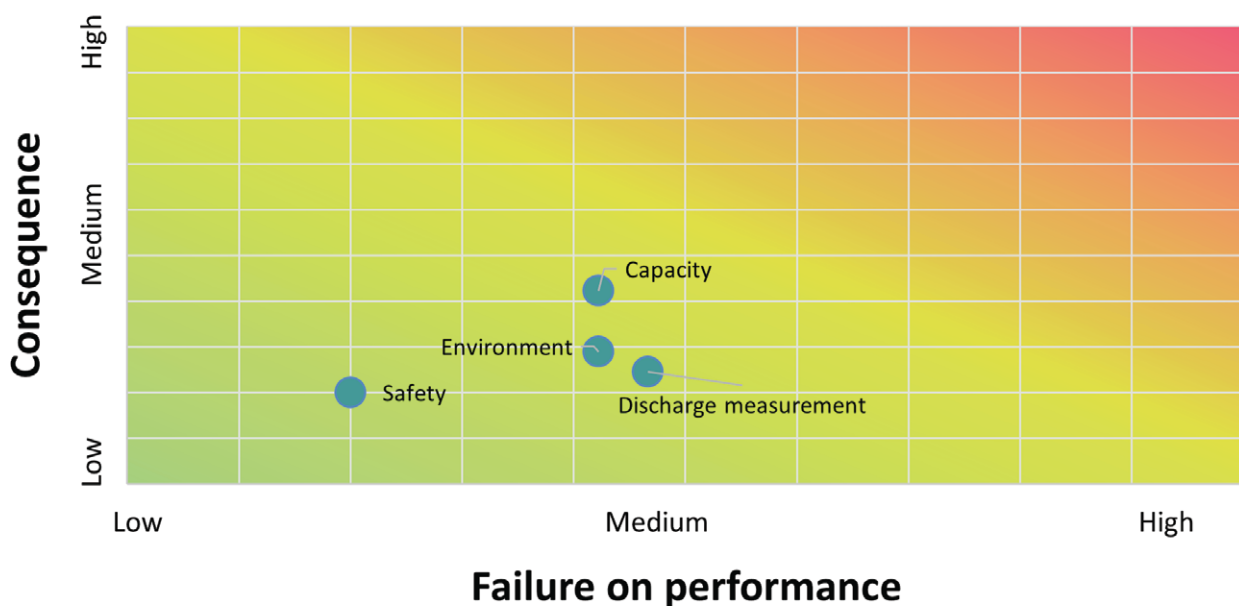 High
Medium
Low
Consequence
Capacity
Environment
Safety
Discharge measurement
Low
Medium
High
Failure on performance